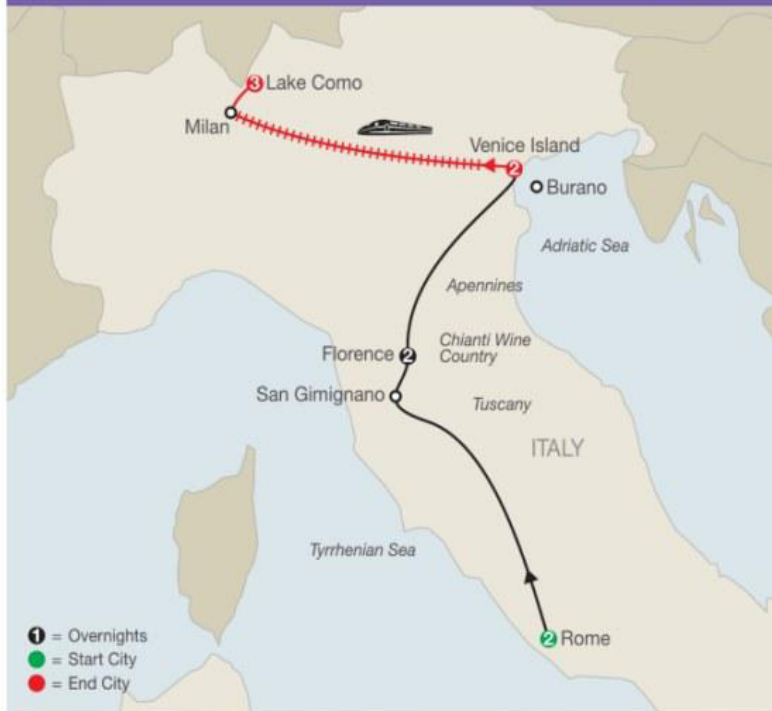 3 Lake Como
Milan
Venice Island
2
Burano
Adriatic Sea
Apennines
Florence 2
Chianti Wine
Country
San Gimignano
Tuscany
ITALY
Tyrrhenian Sea
2 Rome
1 = Overnights
= Start City
= End City